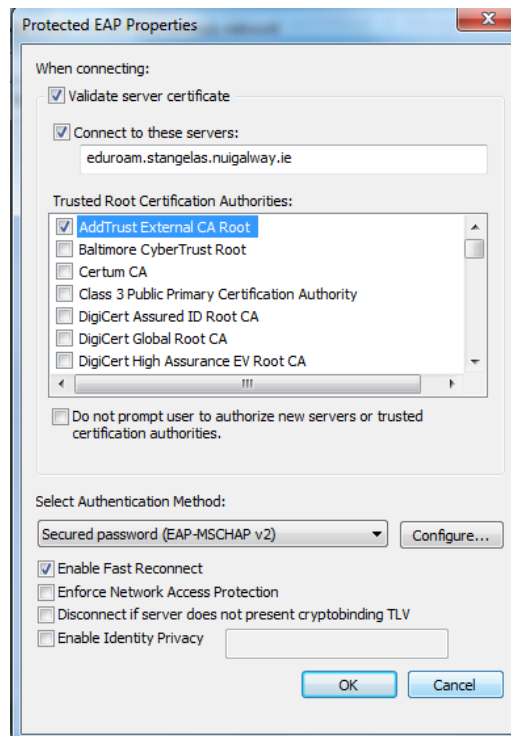 Protected EAP Properties
When connecting:
Validate server certificate
Connect to these servers:
eduroam.stangelas.nuigalway.ie
Trusted Root Certification Authorities:
AddTrust External CA Root
Baltimore CyberTrust Root
Certum CA
Class 3 Public Primary Certification Authority
DigiCert Assured ID Root CA
DigiCert Global Root CA
DigiCert High Assurance EV Root CA
Do not prompt user to authorize new servers or trusted
certification authorities.
Select Authentication Method:
Secured password (EAP-MSCHAP v2)
Configure...
Enable Fast Reconnect
Enforce Network Access Protection
Disconnect if server does not present cryptobinding TLV
Enable Identity Privacy
OK
Cancel